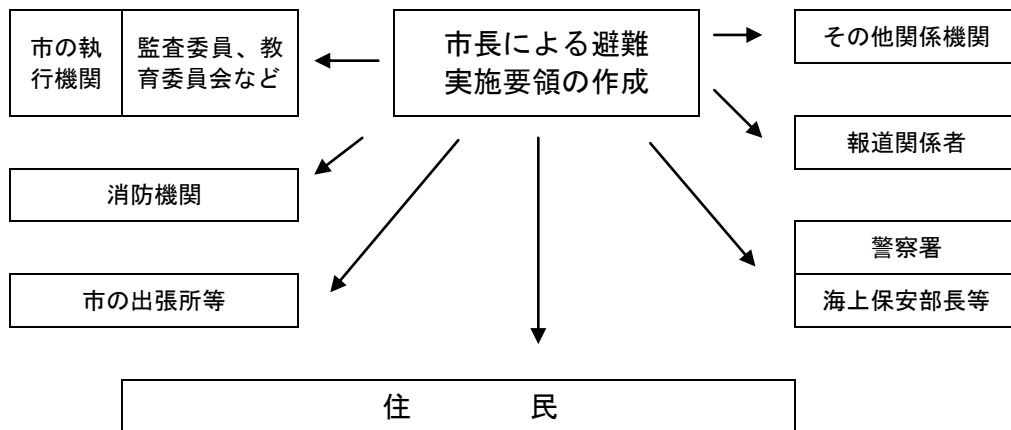 市の執
行機関
監査委員、教
育委員会など
市長による避難
実施要領の作成
その他関係機関
報道関係者
消防機関
警察署
市の出張所等
海上保安部長等
住　　　民